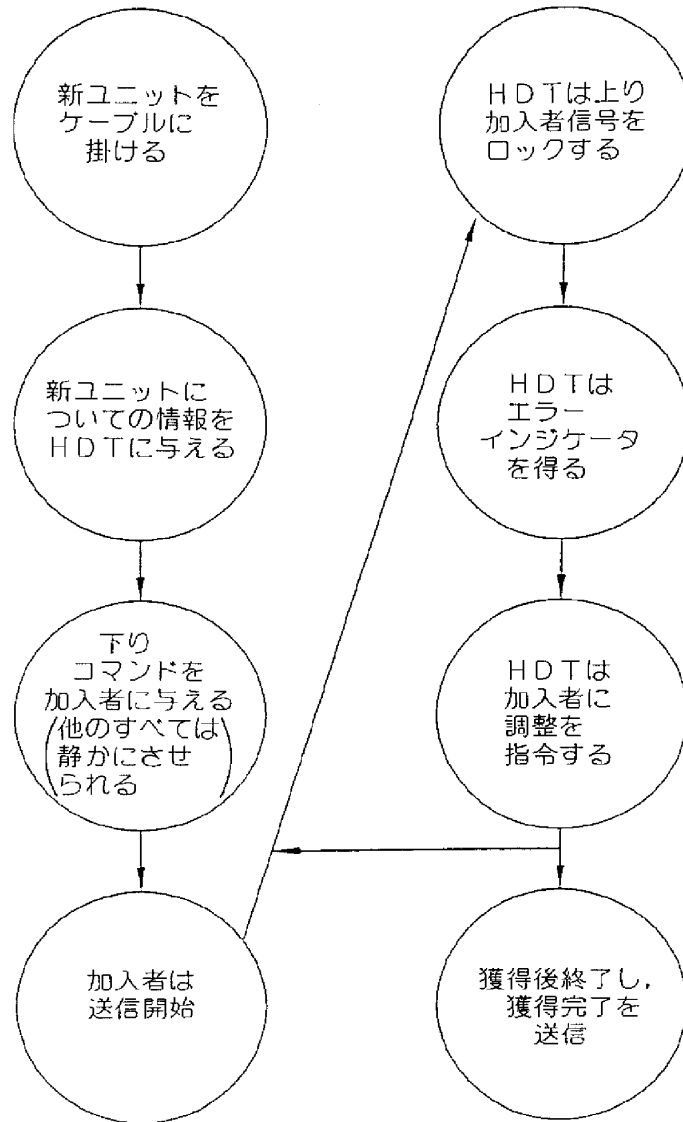 新ユニットを
ケーブルに
掛ける
新ユニットに
ついての情報を
ＨＤＴに与える
下り
コマンドを
加入者に与える
(他のすべては
静かにさせ
られる)
加入者は
送信開始
ＨＤＴは上り
加入者信号を
ロックする
ＨＤＴは
エラー
インジケータ
を得る
ＨＤＴは
加入者に
調整を
指令する
獲得後終了し，
獲得完了を
送信